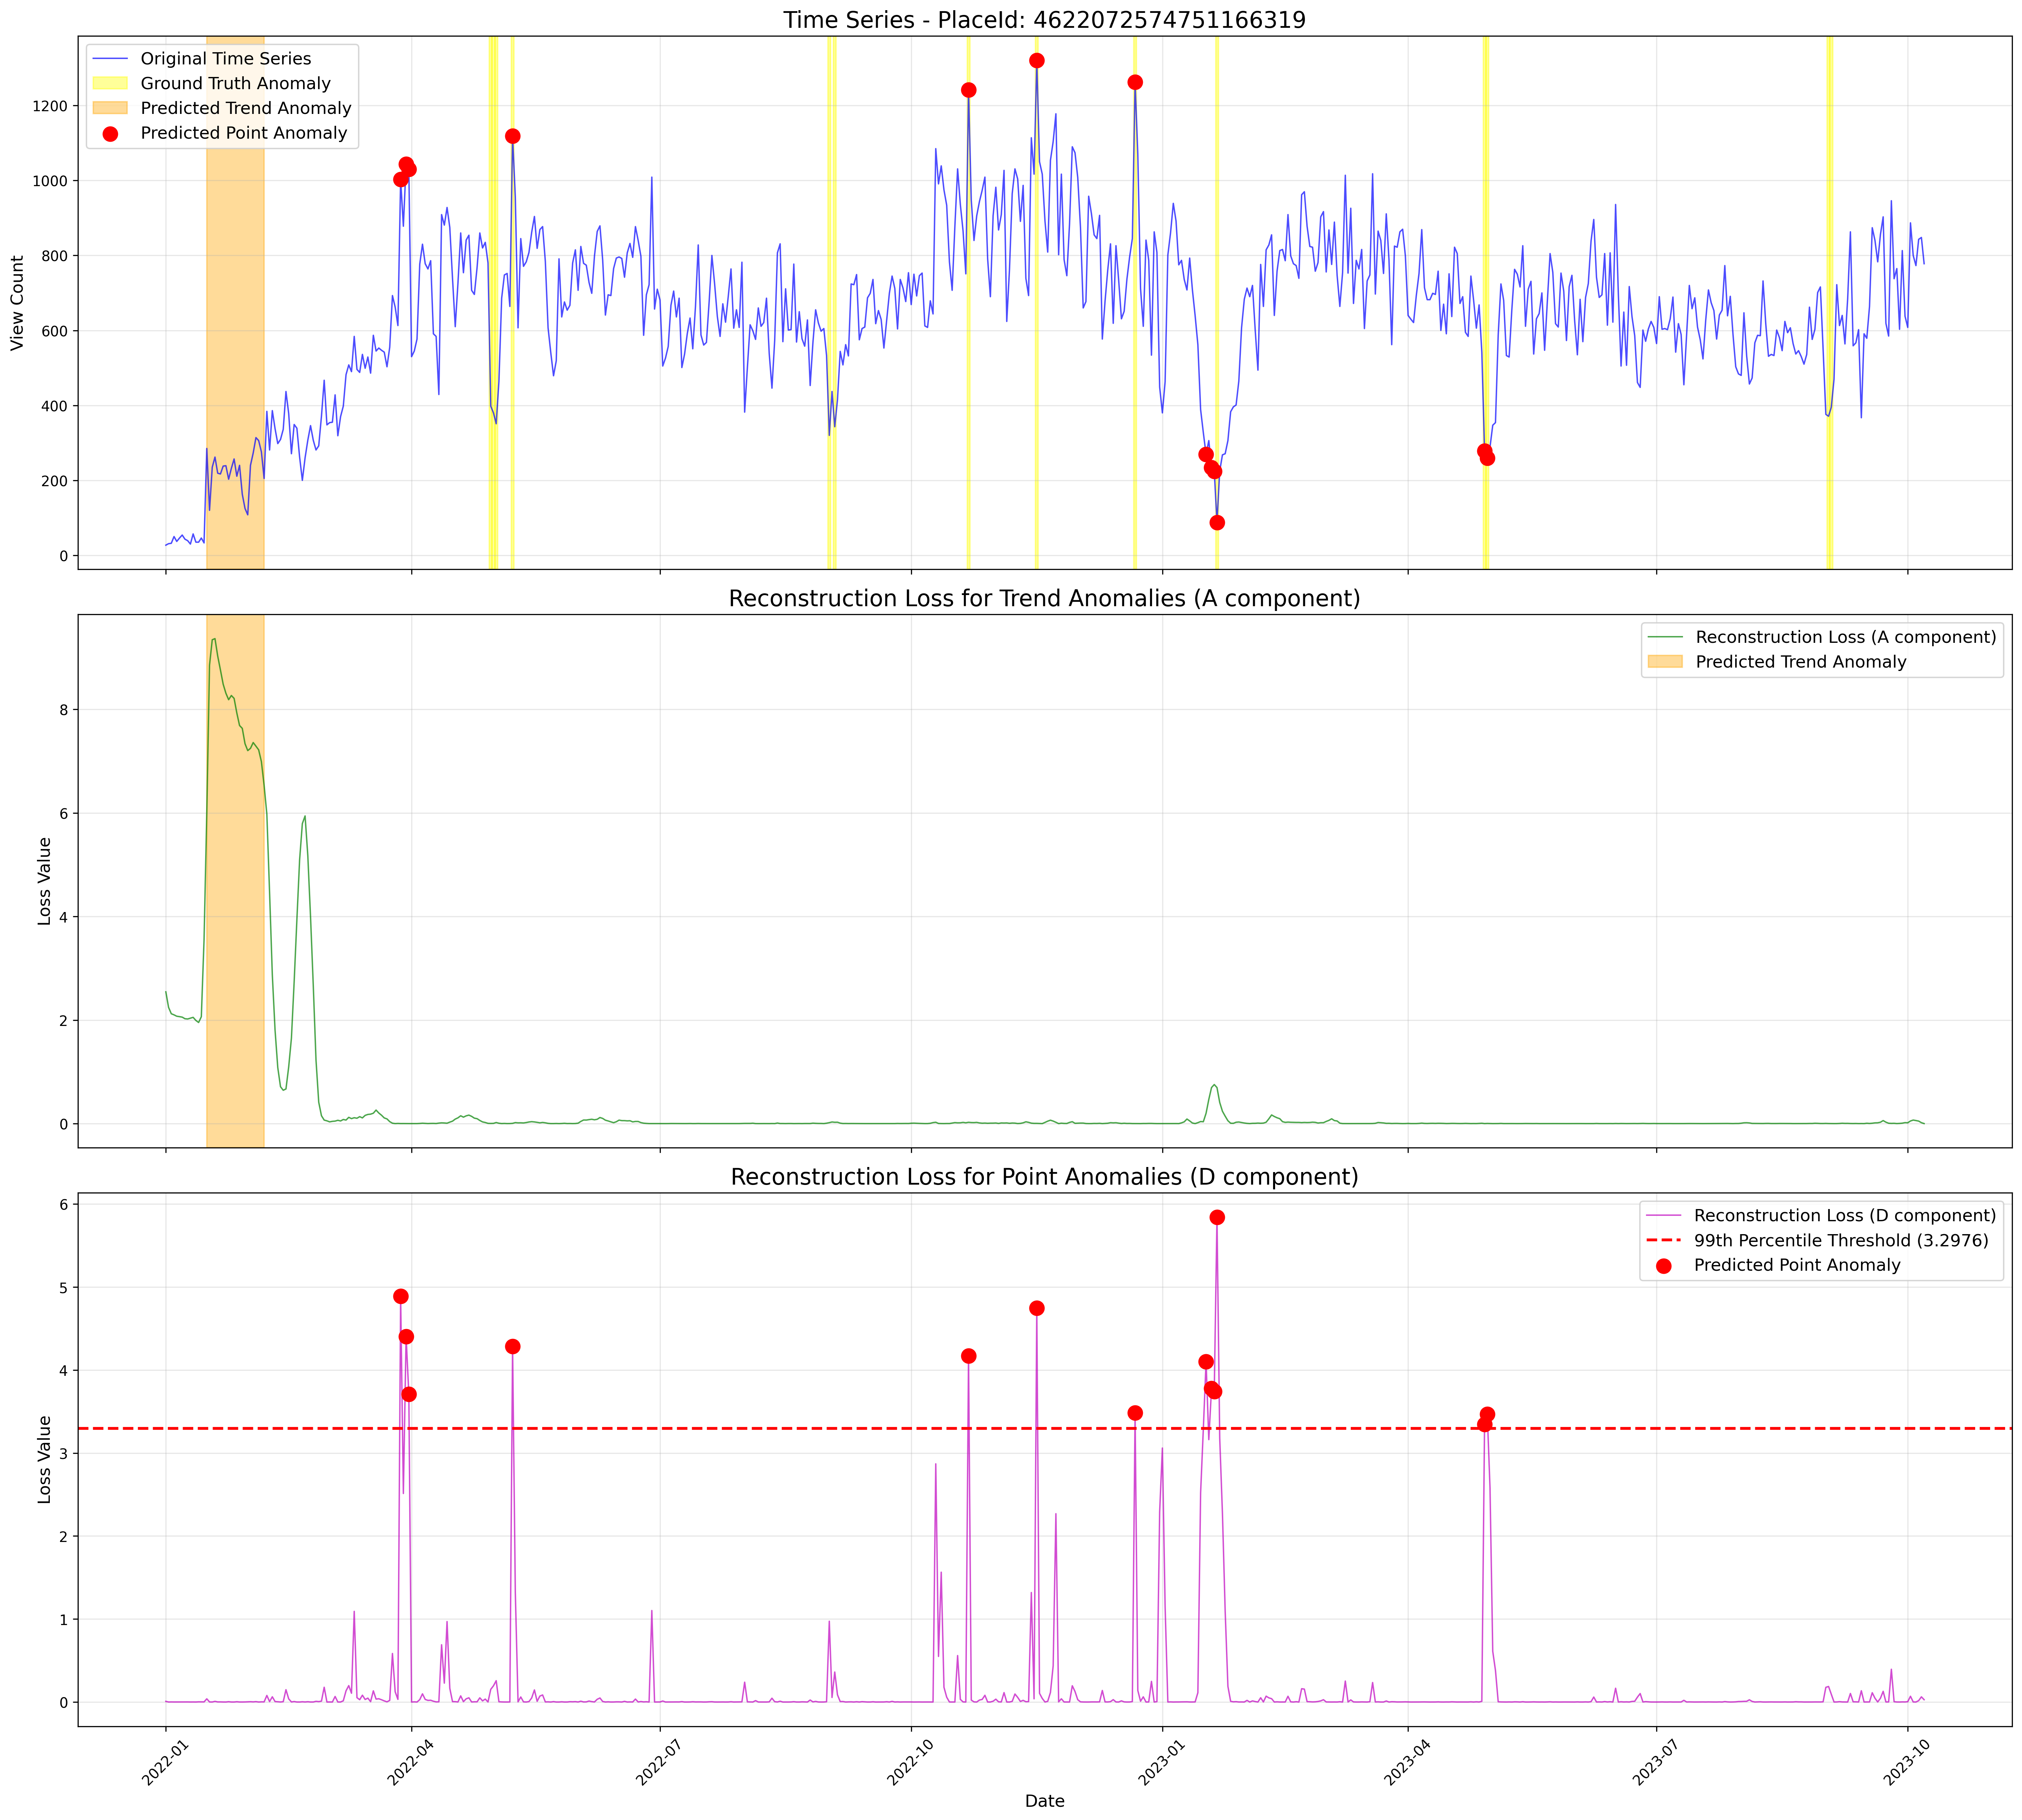 Time Series - PlaceId: 4622072574751166319
Original Time Series
Ground Truth Anomaly
Predicted Trend Anomaly
Predicted Point Anomaly
View Count
1200
1000
800
600
400
200
0
Reconstruction Loss for Trend Anomalies (A component)
Reconstruction Loss (A component)
Predicted Trend Anomaly
Loss Value
8
6
4
2
0
Reconstruction Loss for Point Anomalies (D component)
Reconstruction Loss (D component)
99th Percentile Threshold (3.2976)
Predicted Point Anomaly
Loss Value
6
5
4
3
2
1
0
2022-01
2022-04
2022-07
2022-10
2023-01
2023-04
2023-07
2023-10
Date